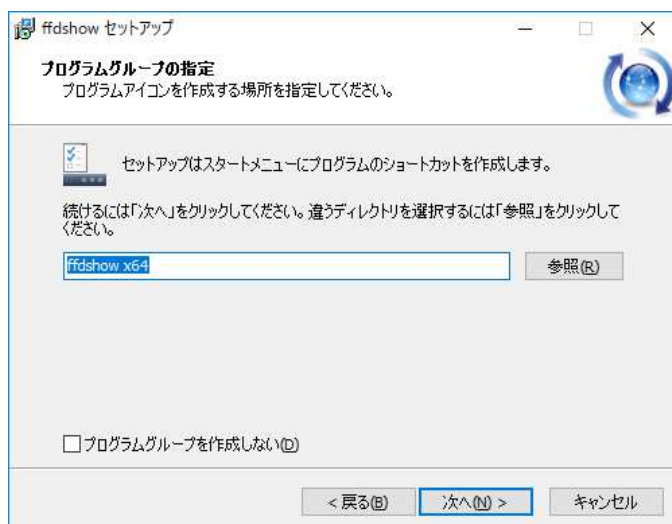 ffdshow セットアップ
プログラムグループの指定
プログラムアイコンを作成する場所を指定してください。
セットアップはスタートメニューにプログラムのショートカットを作成します。
続けるには「次へ」をクリックしてください。違うディレクトリを選択するには「参照」をクリックして
ください。
ffdshow x64
参照(R)
プログラムグループを作成しない(D)
< 戻る(B)
次へ(N) >
キャンセル